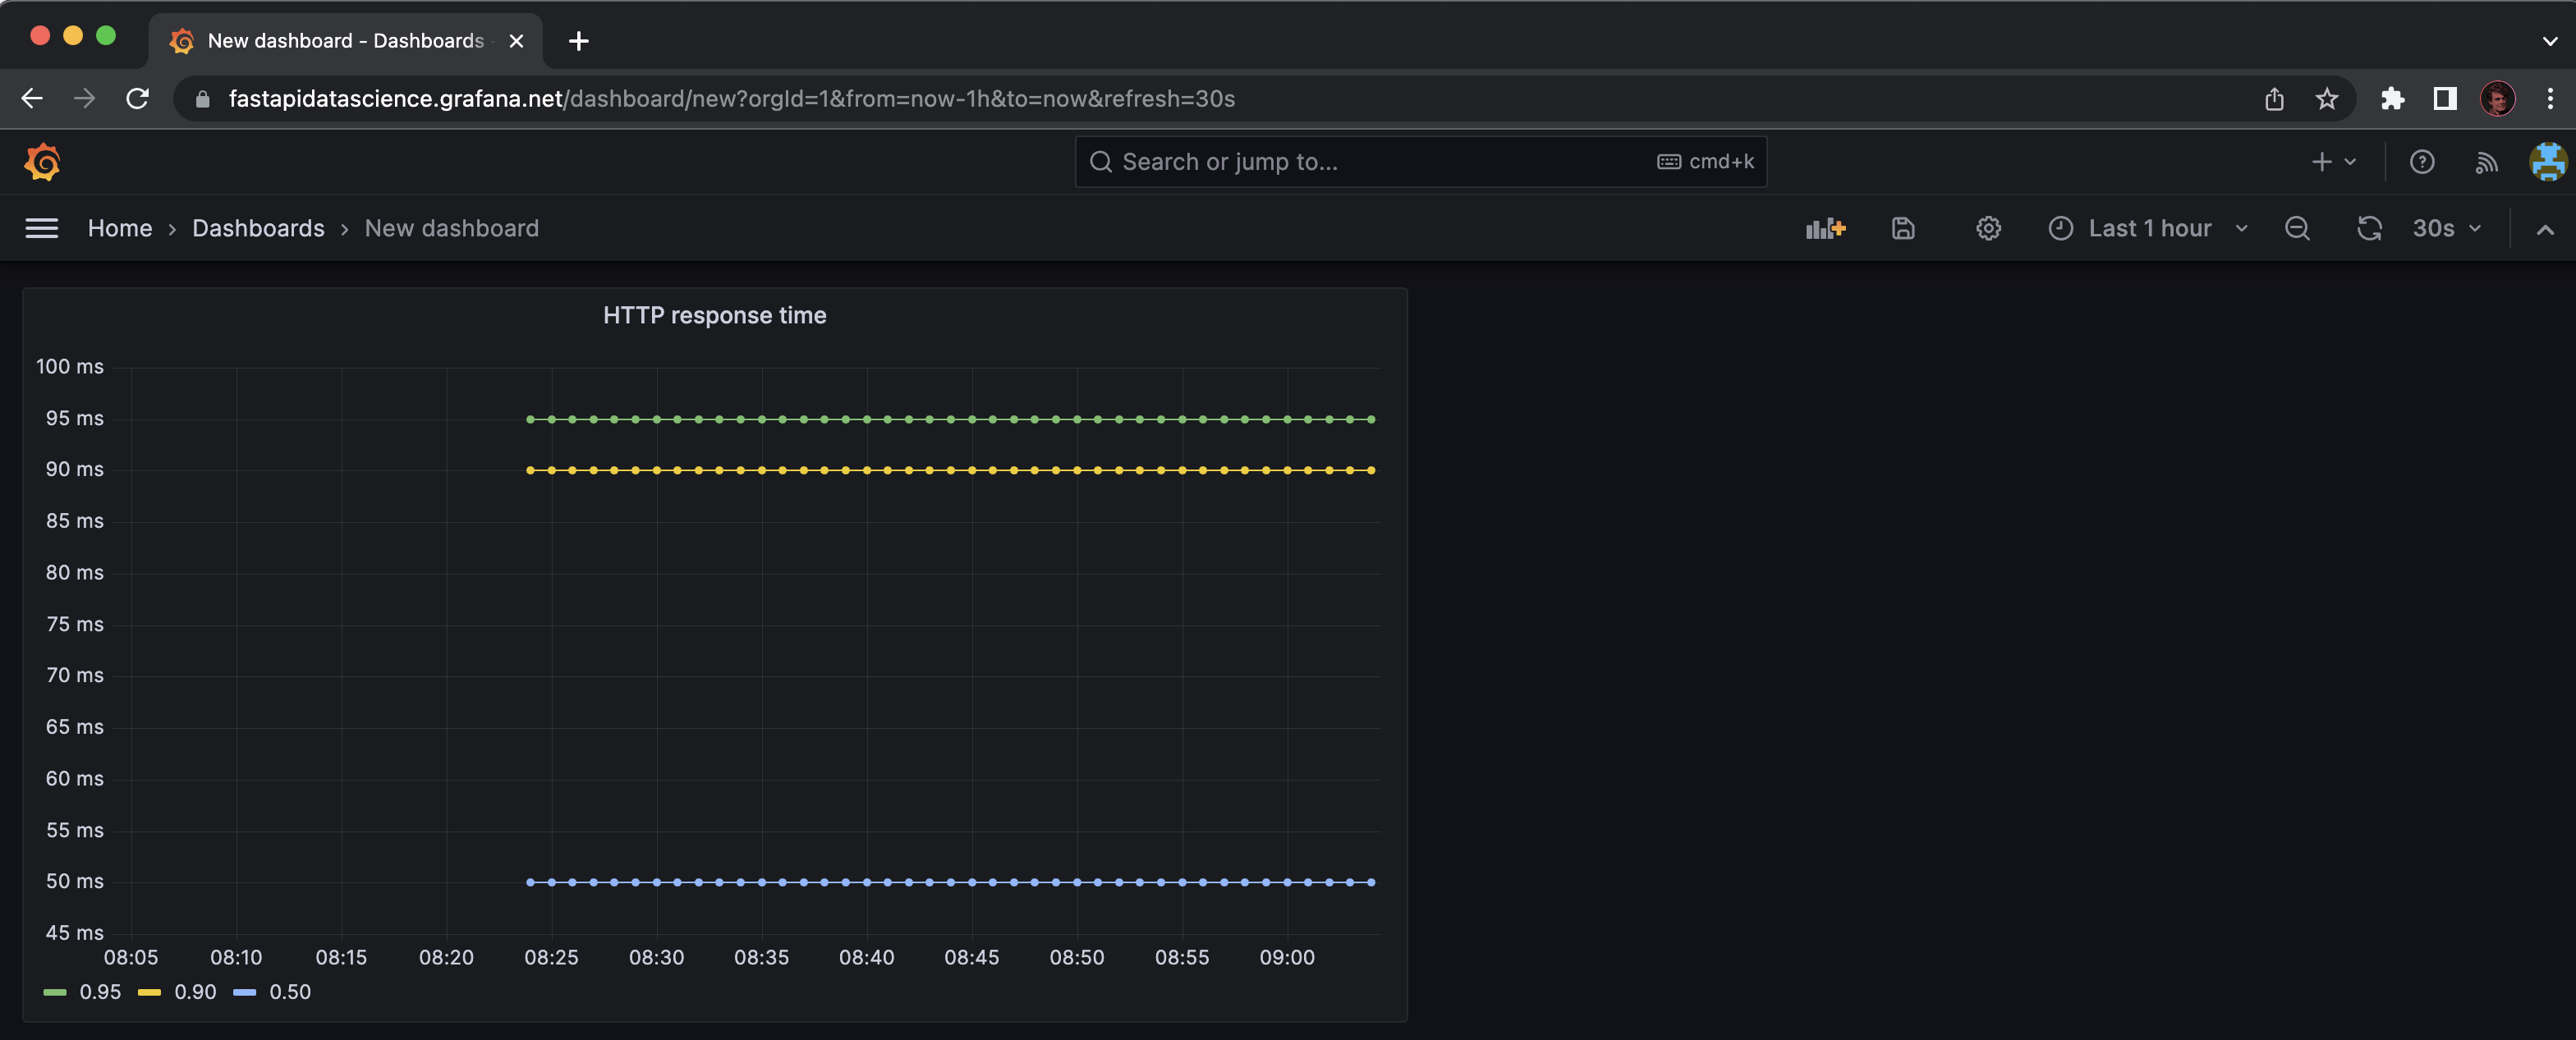 New dashboard - Dashboards -
fastapidatascience.grafana.net/dashboard/new?orgId=1&from=now-1h&to=now&refresh=30s
Search or jump to... cmd+k
Home › Dashboards › New dashboard Last 1 hour 30s
HTTP response time
100 ms
95 ms
90 ms
85 ms
80 ms
75 ms
70 ms
65 ms
60 ms
55 ms
50 ms
45 ms
08:05 08:10 08:15 08:20 08:25 08:30 08:35 08:40 08:45 08:50 08:55 09:00
0.95 0.90 0.50